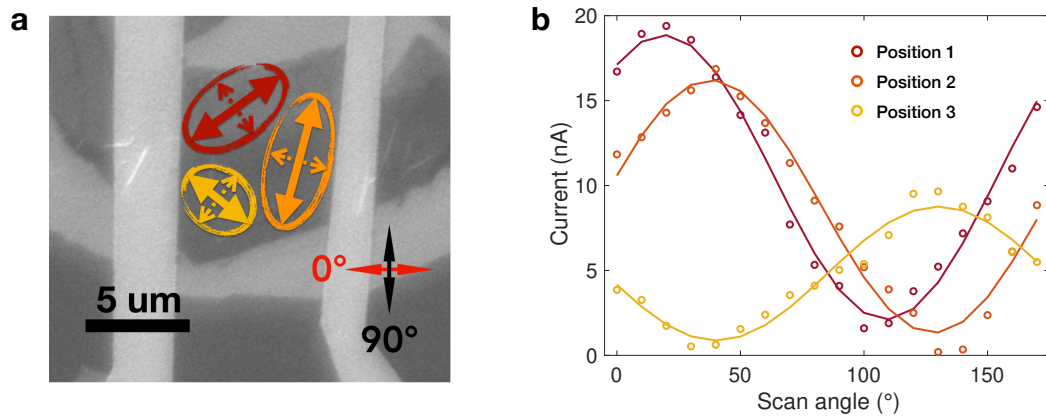 a
0°
90°
5 um
b
Current (nA)
20
15
10
5
0
Position 1
Position 2
Position 3
0
50
100
150
Scan angle (°)